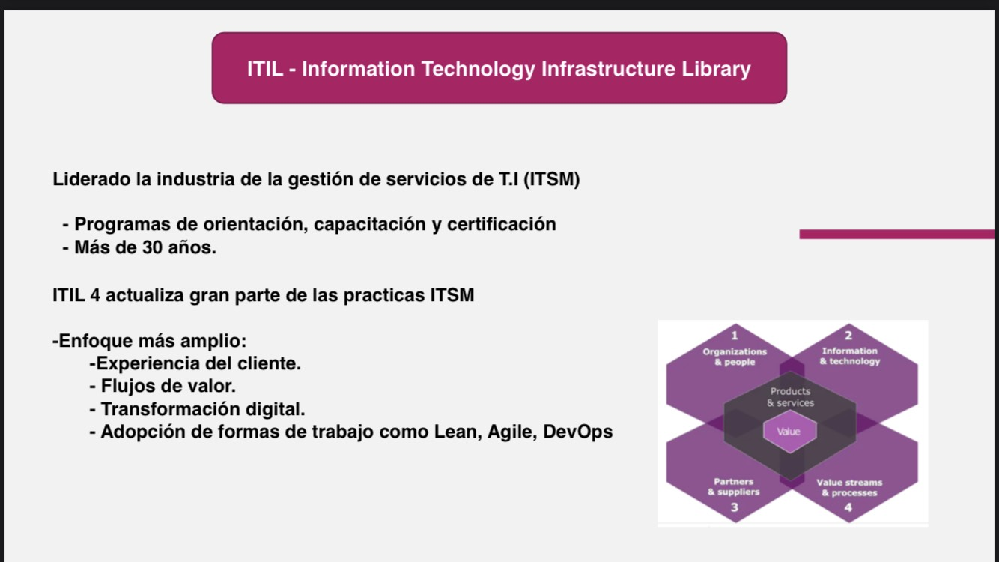 ITIL - Information Technology Infrastructure Library
Liderado la industria de la gestión de servicios de T.I (ITSM)
- Programas de orientación, capacitación y certificación
- Más de 30 años.
ITIL 4 actualiza gran parte de las practicas ITSM
-Enfoque más amplio:
-Experiencia del cliente.
- Flujos de valor.
- Transformación digital.
- Adopción de formas de trabajo como Lean, Agile, DevOps
1
Organizations
& people
2
Information
& technology
Products
& services
Value
Partners
& suppliers
3
Value streams
& processes
4